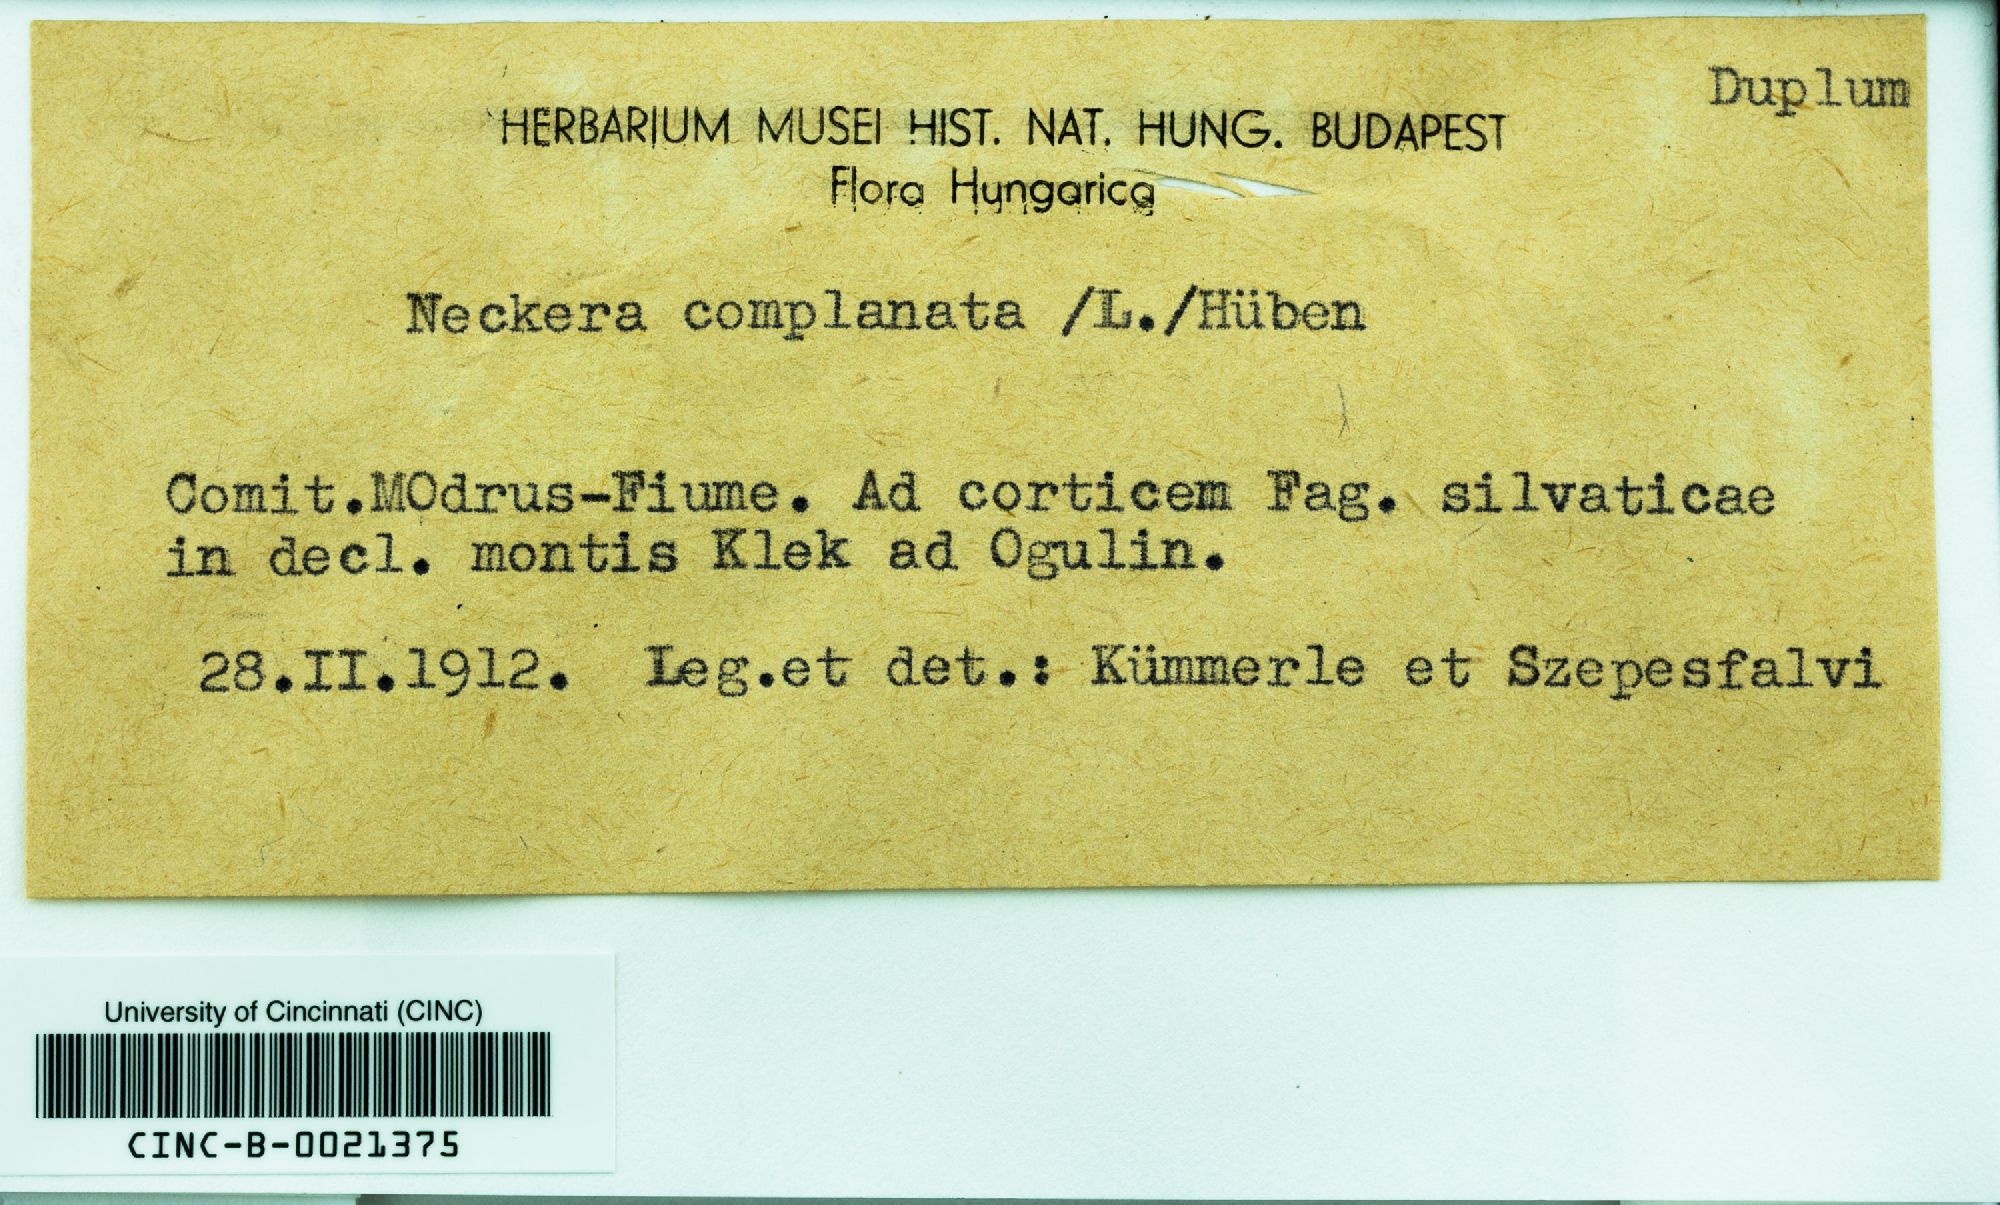 Duplum
HERBARIUM MUSEI HIST. NAT. HUNG. BUDAPEST
Flora Hungarica
Neckera complanata /L./Hüben
Comit.MOdrus-Fiume. Ad corticem Fag. silvaticae
in decl. montis Klek ad Ogulin.
28.II.1912. Leg.et det.: Kümmerle et Szepesfalvi
University of Cincinnati (CINC)
CINC-B-0021375